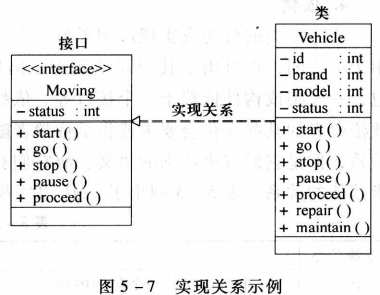 接口
<<interface>>
Moving
– status : int
+ start ( )
+ go ( )
+ stop ( )
+ pause ( )
+ proceed ( )
实现关系
类
Vehicle
– id : int
– brand : int
– model : int
– status : int
+ start ( )
+ go ( )
+ stop ( )
+ pause ( )
+ proceed ( )
+ repair ( )
+ maintain ( )
图 5-7 实现关系示例